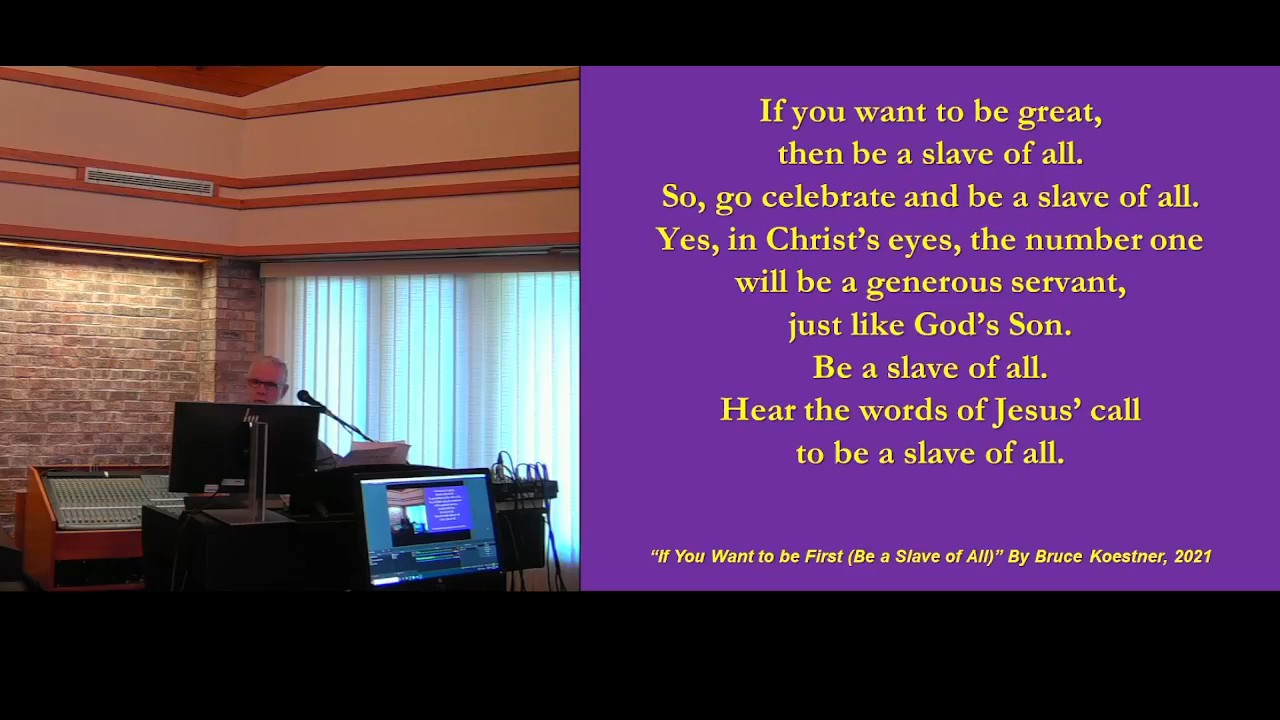 If you want to be great,
then be a slave of all.
So, go celebrate and be a slave of all.
Yes, in Christ’s eyes, the number one
will be a generous servant,
just like God’s Son.
Be a slave of all.
Hear the words of Jesus’ call
to be a slave of all.
“If You Want to be First (Be a Slave of All)” By Bruce Koestner, 2021
hp